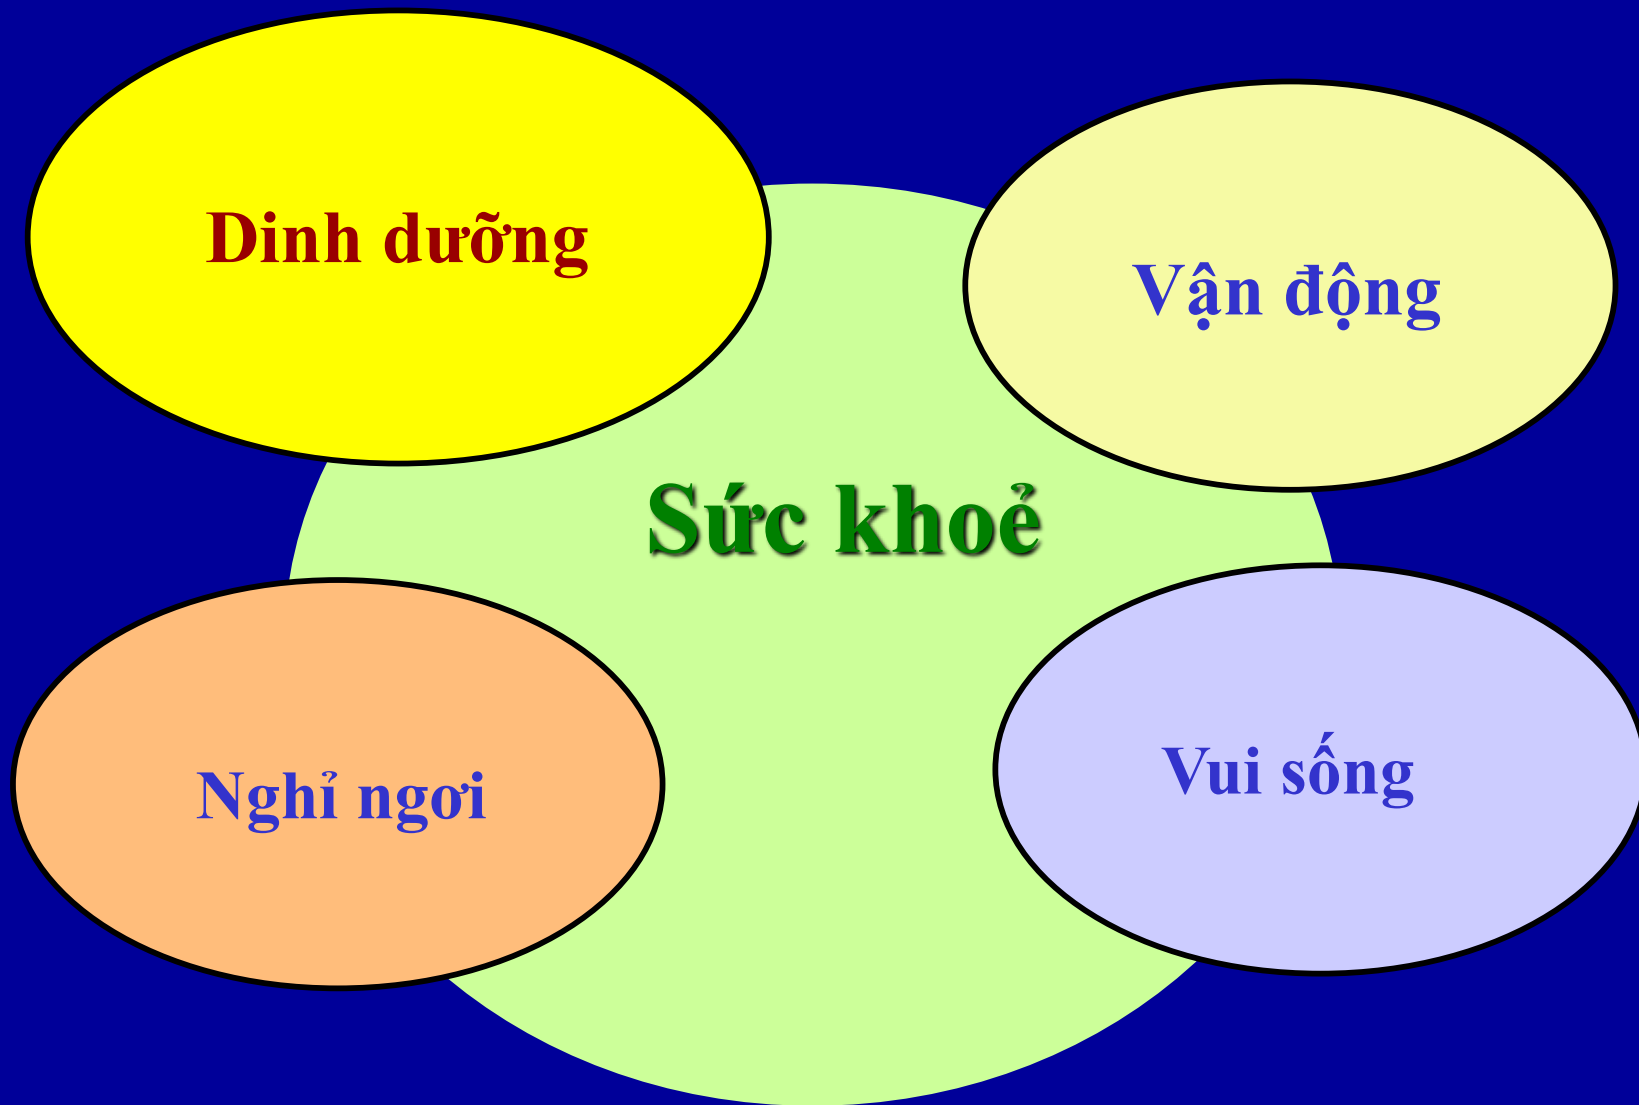 Dinh dưỡng
Vận động
Sức khoẻ
Nghỉ ngơi
Vui sống